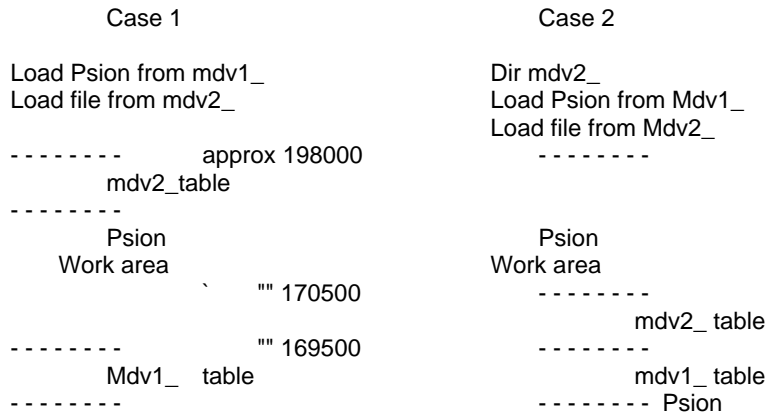 Case 1 Case 2
Load Psion from mdv1_ Dir mdv2_
Load file from mdv2_ Load Psion from Mdv1_
Load file from Mdv2_
- - - - - - - - approx 198000 - - - - - - - -
mdv2_table
- - - - - - - -
Psion Psion
Work area Work area
` "" 170500 - - - - - - - -
mdv2_ table
- - - - - - - - "" 169500 - - - - - - - -
Mdv1_ table mdv1_ table
- - - - - - - - - - - - - - - - Psion